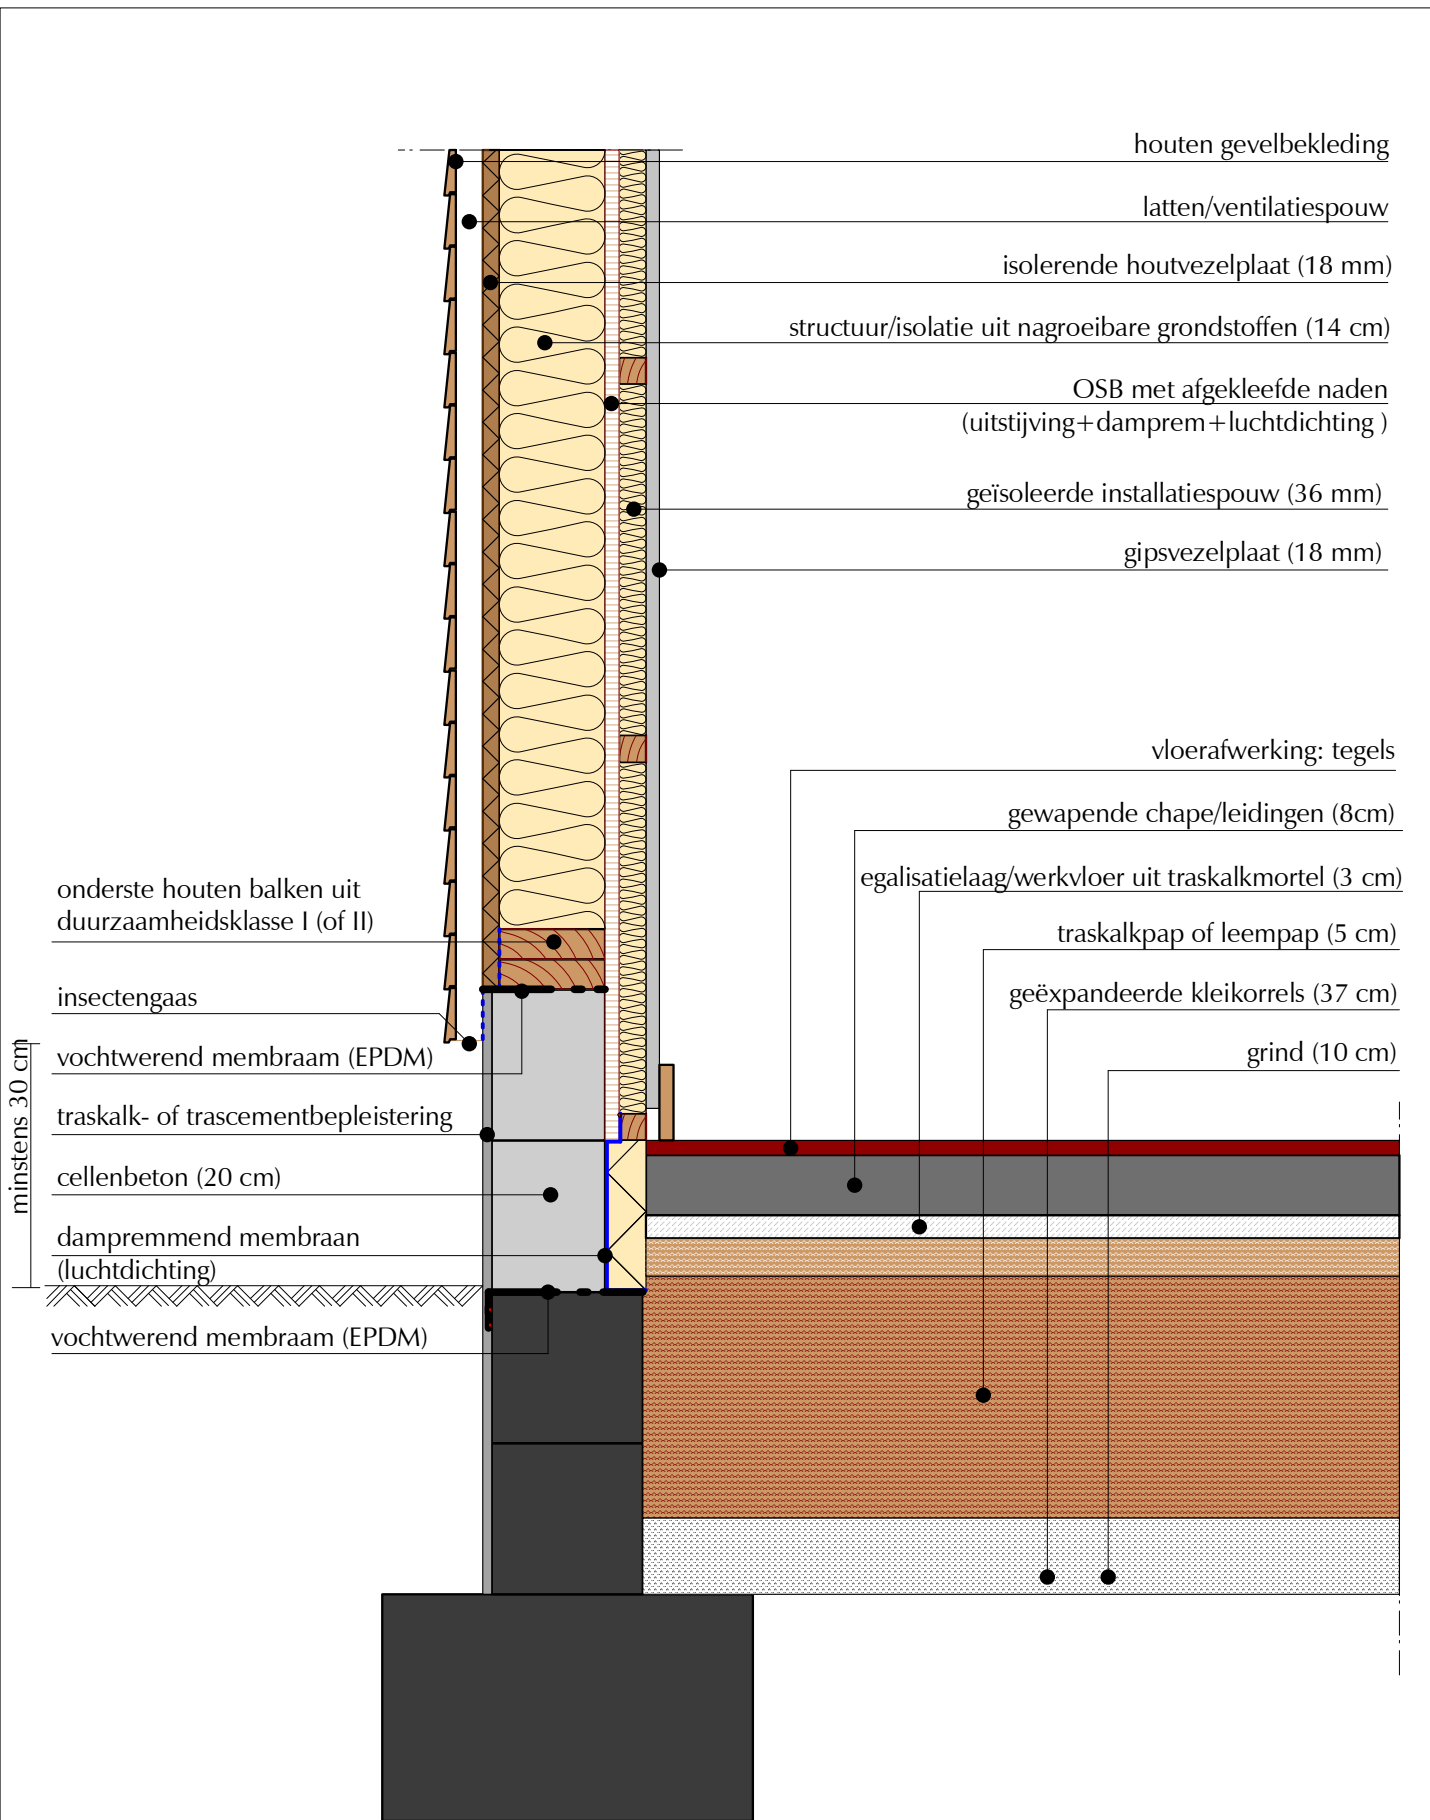 houten gevelbekleding
latten/ventilatiespouw
isolerende houtvezelplaat (18 mm)
structuur/isolatie uit nagroeibare grondstoffen (14 cm)
OSB met afgekleefde naden
(uitstijving+damprem+luchtdichting )
geïsoleerde installatiespouw (36 mm)
gipsvezelplaat (18 mm)
vloerafwerking: tegels
gewapende chape/leidingen (8cm)
egalisatielaag/werkvloer uit traskalkmortel (3 cm)
traskalkpap of leempap (5 cm)
geëxpandeerde kleikorrels (37 cm)
grind (10 cm)
onderste houten balken uit
duurzaamheidsklasse I (of II)
insectengaas
vochtwerend membraam (EPDM)
traskalk- of trascementbepleistering
cellenbeton (20 cm)
dampremmend membraan
(luchtdichting)
vochtwerend membraam (EPDM)
minstens 30 cm